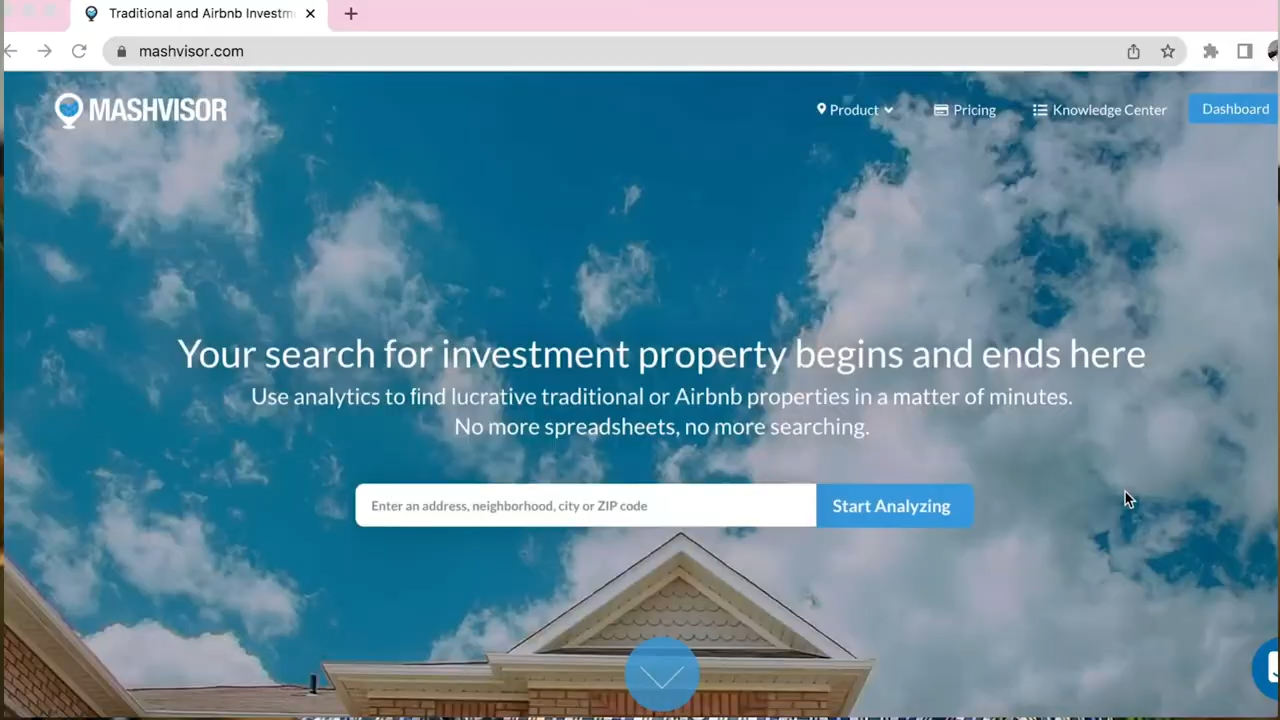 Traditional and Airbnb Investm
mashvisor.com
MASHVISOR
Product
Pricing
Knowledge Center
Dashboard
Your search for investment property begins and ends here
Use analytics to find lucrative traditional or Airbnb properties in a matter of minutes.
No more spreadsheets, no more searching.
Enter an address, neighborhood, city or ZIP code
Start Analyzing